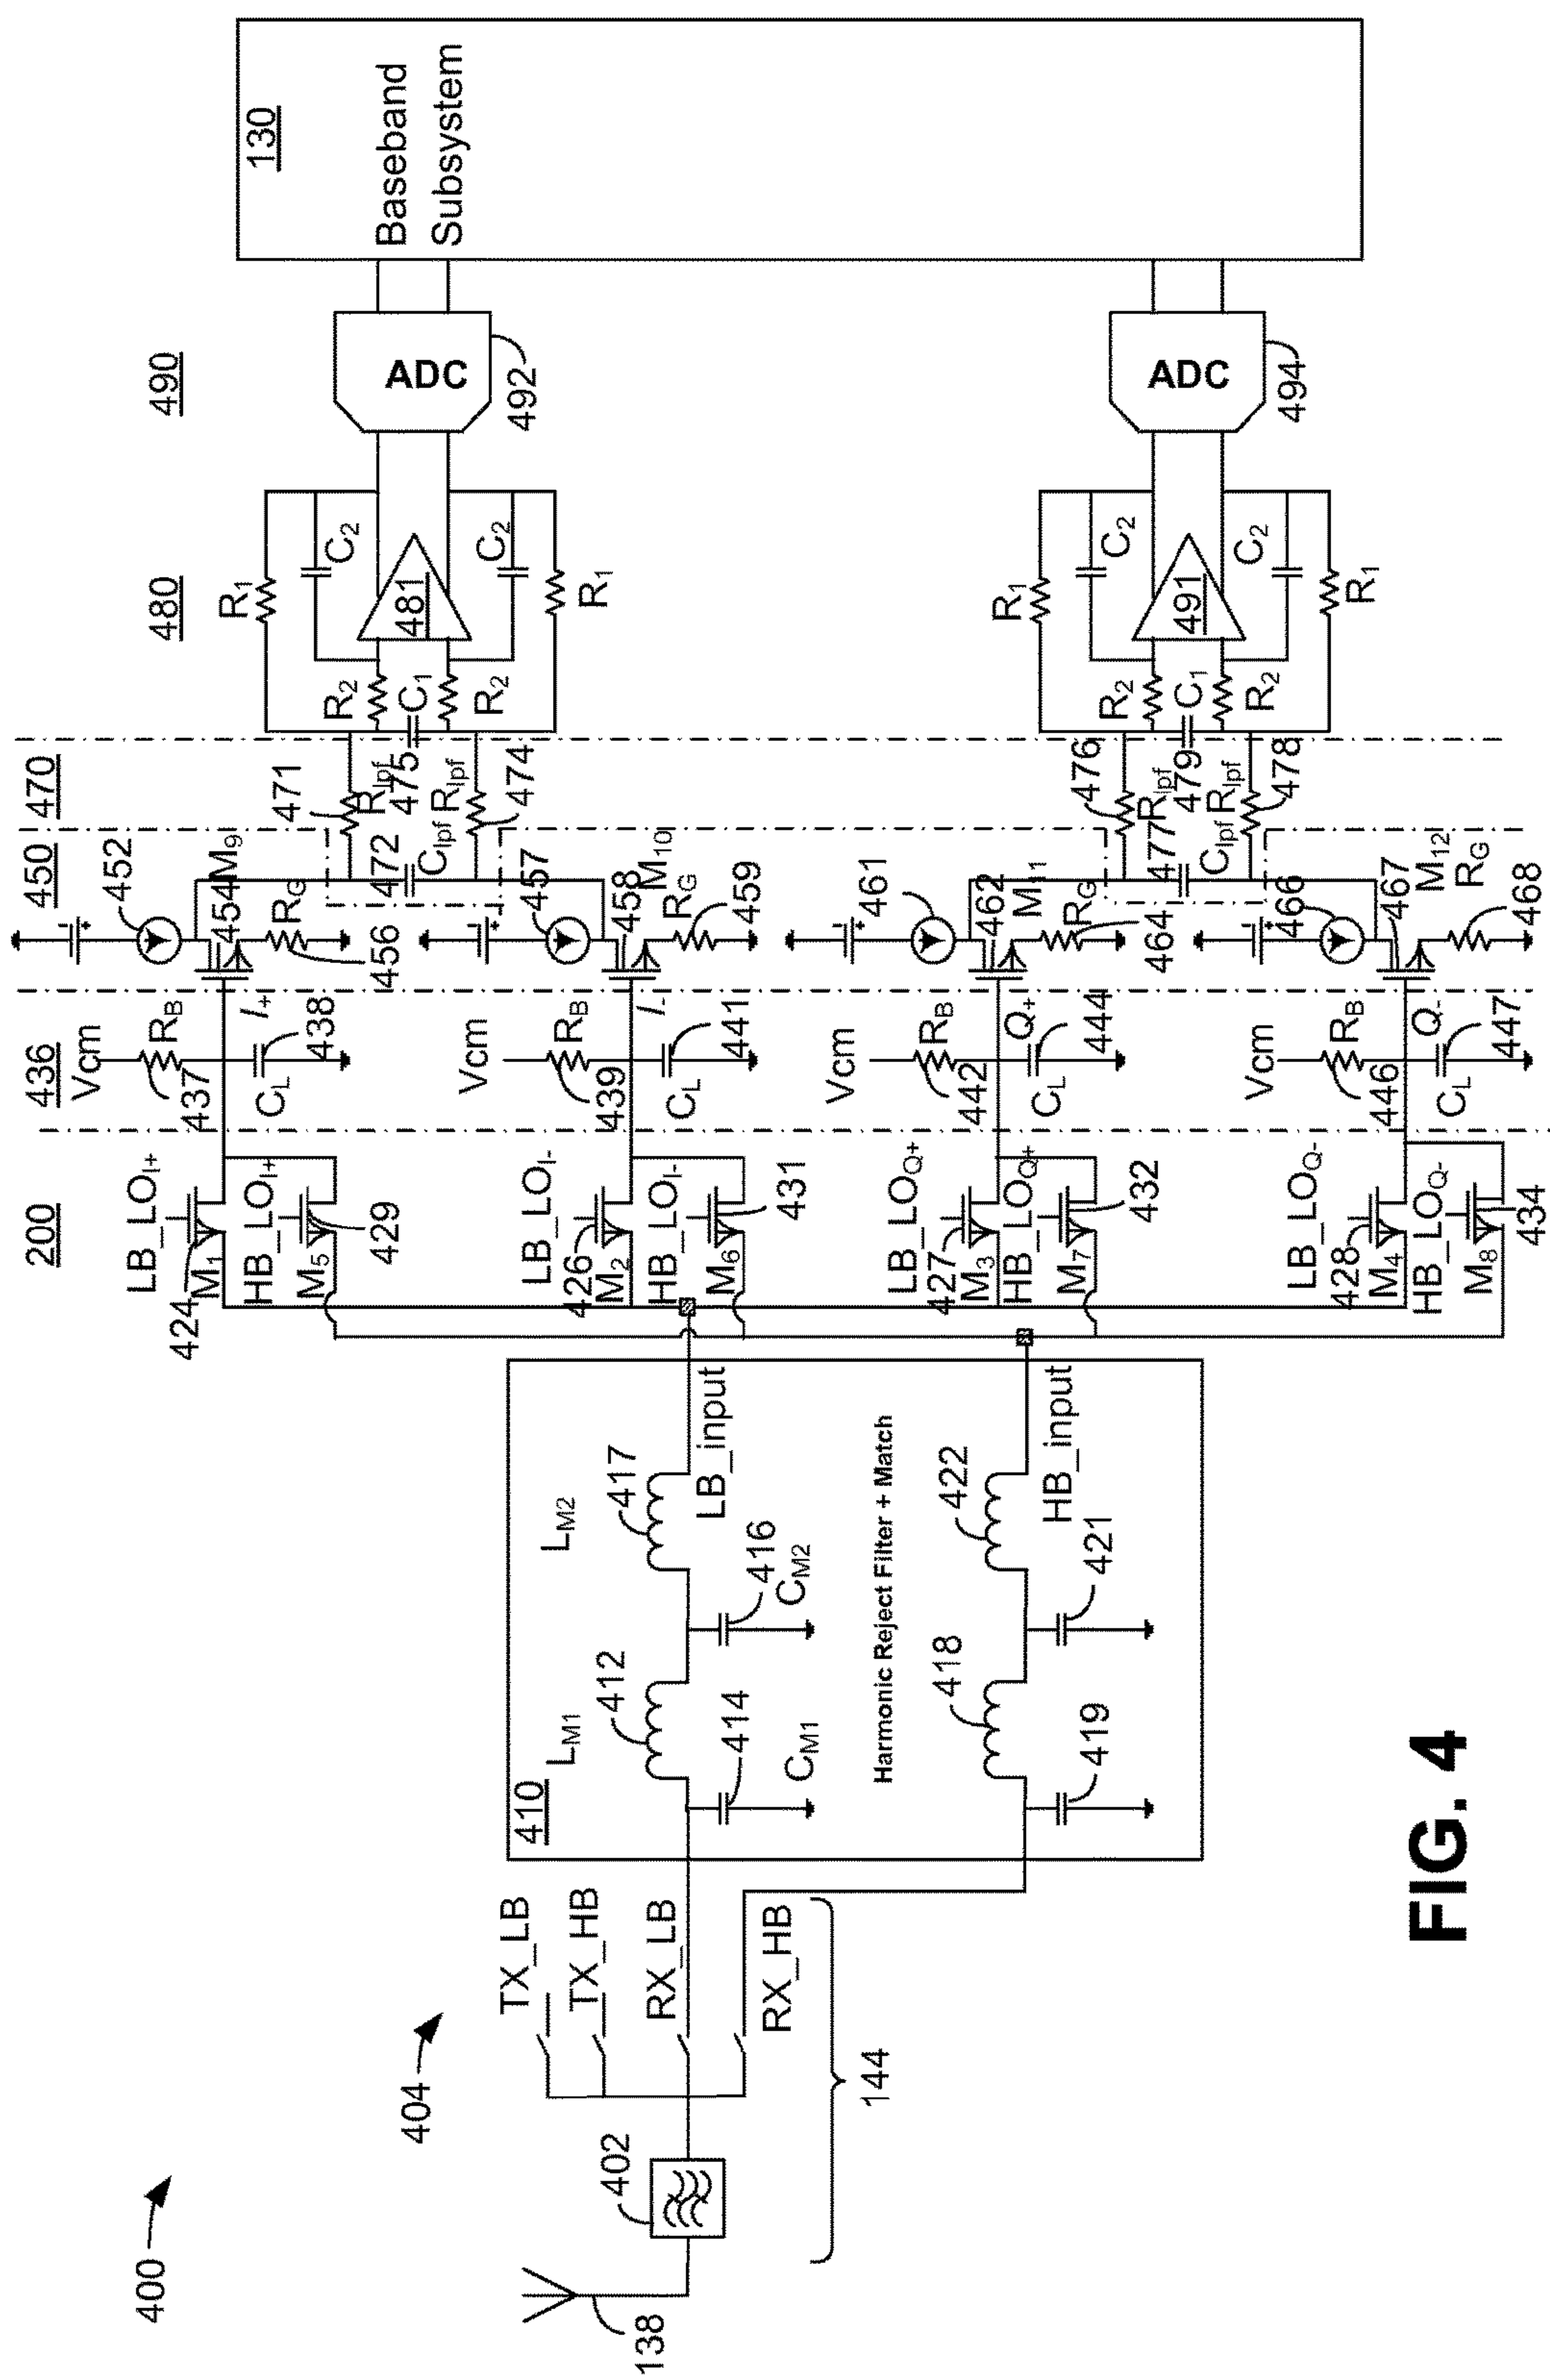 400
404
138
402
144
TX_LB
TX_HB
RX_LB
RX_HB
410
LM1
412
414
CM1
LM2
417
416
CM2
LB_input
Harmonic Reject Filter + Match
418
419
422
421
HB_input
200
LB_LOI+
424
M1
HB_LOI+
M5
429
LB_LOI-
426
M2
HB_LOI-
M6
431
LB_LOQ+
427
M3
HB_LOQ+
M7
432
LB_LOQ-
428
M4
HB_LOQ-
M8
434
436
Vcm
RB
437
I+
CL
438
Vcm
RB
439
I-
CL
441
Vcm
RB
442
Q+
CL
444
Vcm
RB
446
Q-
CL
447
450
452
454
M9
RG
456
457
458
M10
RG
459
461
462
M11
RG
464
466
467
M12
RG
468
470
471
Rlpf
472
Clpf
475
Rlpf
474
476
Rlpf
477
Clpf
479
Rlpf
478
480
R1
C2
R2
C1
481
R2
C2
R1
R1
C2
R2
C1
491
R2
C2
R1
490
ADC
492
ADC
494
130
Baseband
Subsystem
FIG. 4